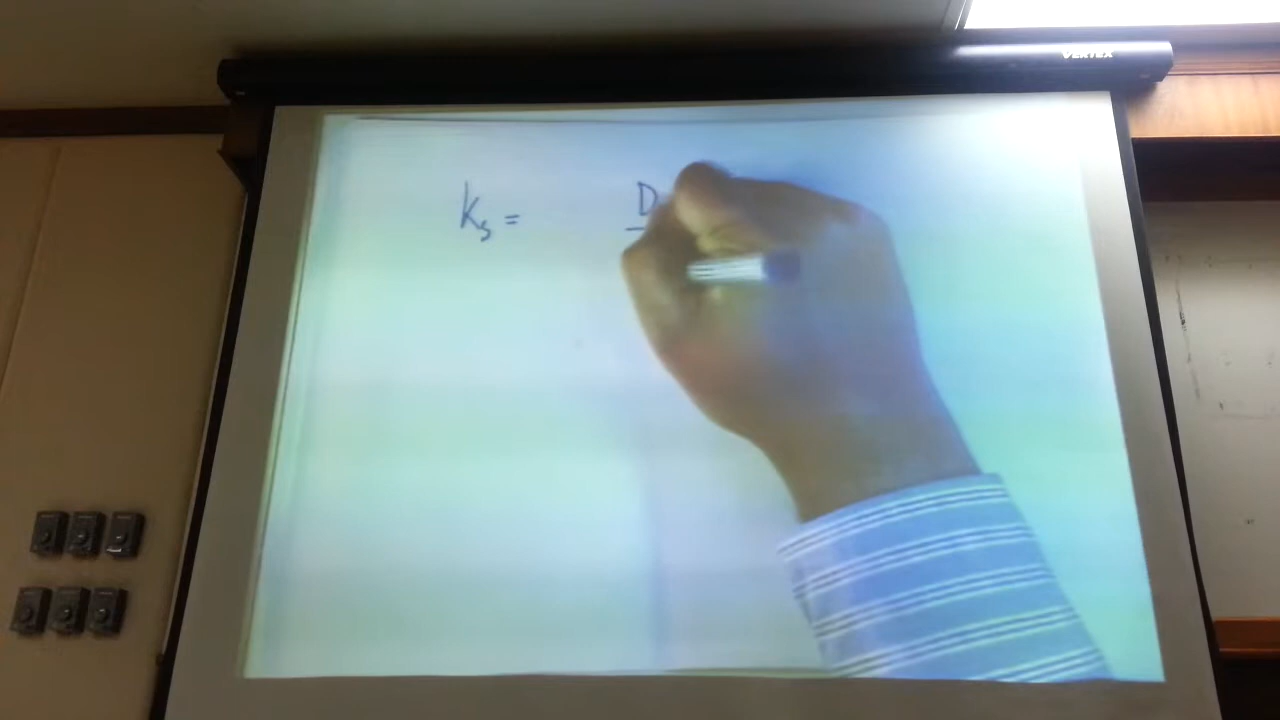 VERTEX
Ks = D